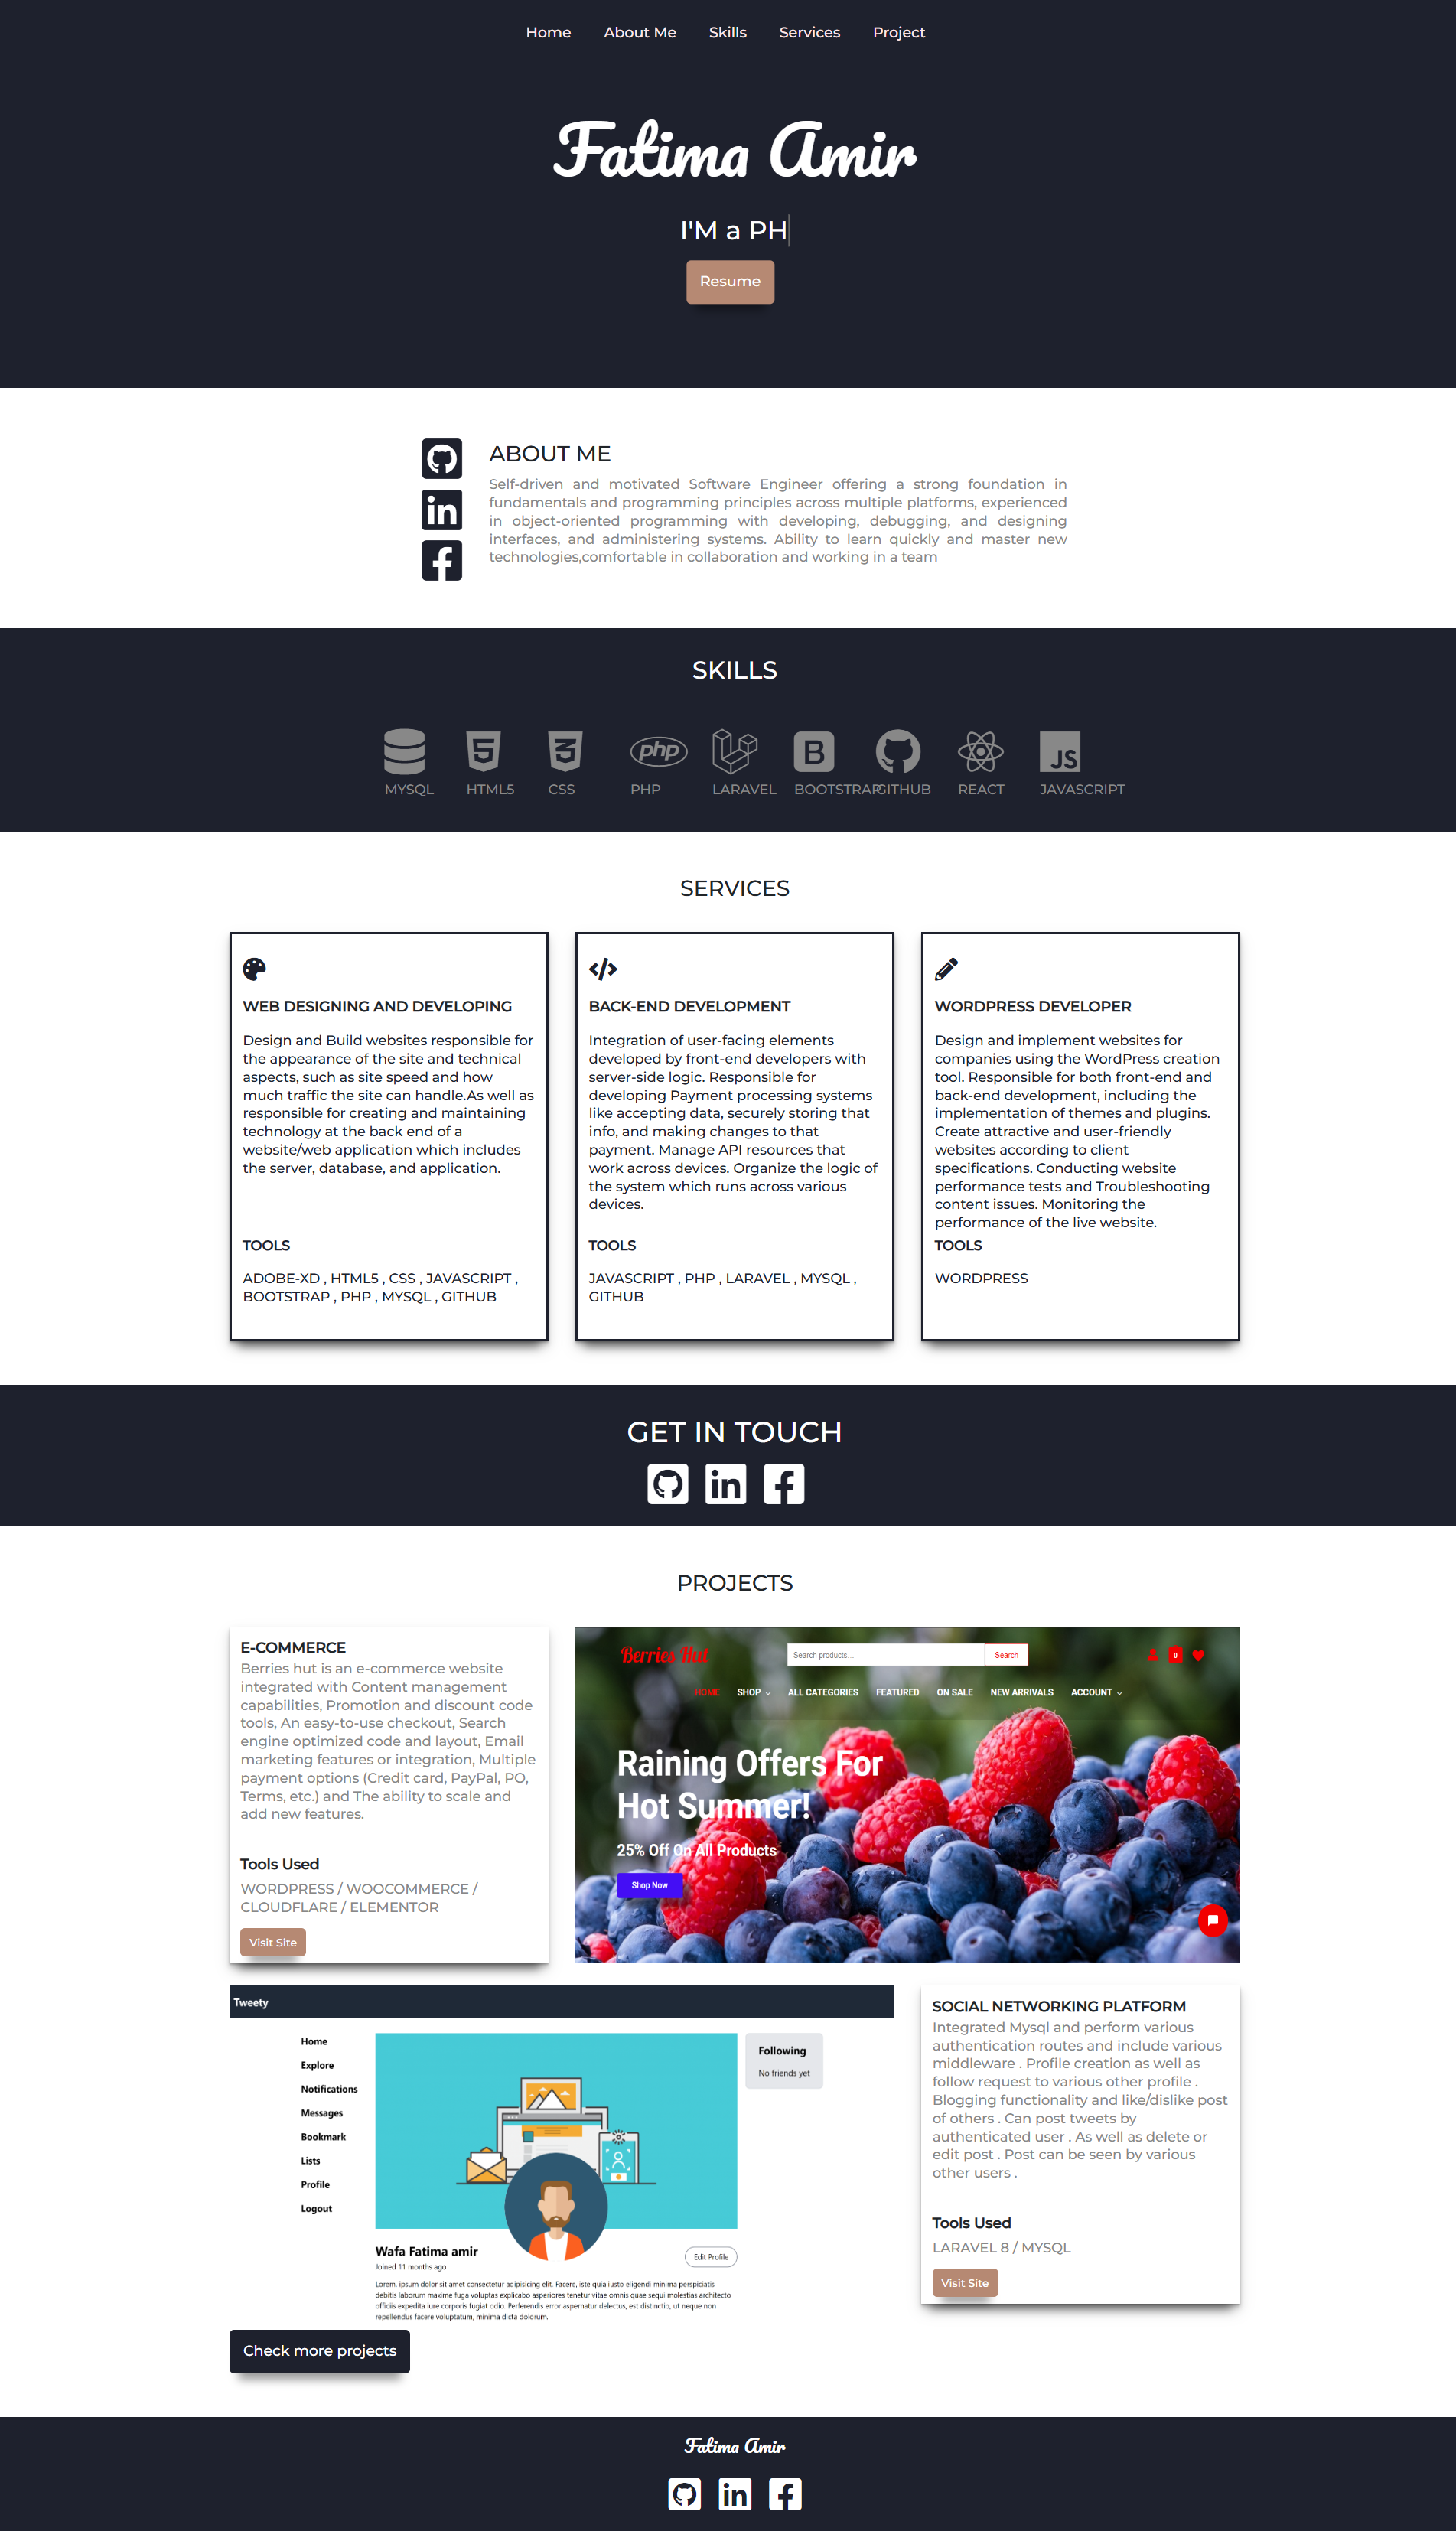 Home About Me Skills Services Project
Fatima Amir
I'M a PH
Resume
ABOUT ME
Self-driven and motivated Software Engineer offering a strong foundation in
fundamentals and programming principles across multiple platforms, experienced
in object-oriented programming with developing, debugging, and designing
interfaces, and administering systems. Ability to learn quickly and master new
technologies,comfortable in collaboration and working in a team
SKILLS
php
B
JS
MYSQL HTML5 CSS PHP LARAVEL BOOTSTRAP GITHUB REACT JAVASCRIPT
SERVICES
WEB DESIGNING AND DEVELOPING
Design and Build websites responsible for
the appearance of the site and technical
aspects, such as site speed and how
much traffic the site can handle.As well as
responsible for creating and maintaining
technology at the back end of a
website/web application which includes
the server, database, and application.
TOOLS
ADOBE-XD , HTML5 , CSS , JAVASCRIPT ,
BOOTSTRAP , PHP , MYSQL , GITHUB
BACK-END DEVELOPMENT
Integration of user-facing elements
developed by front-end developers with
server-side logic. Responsible for
developing Payment processing systems
like accepting data, securely storing that
info, and making changes to that
payment. Manage API resources that
work across devices. Organize the logic of
the system which runs across various
devices.
TOOLS
JAVASCRIPT , PHP , LARAVEL , MYSQL ,
GITHUB
WORDPRESS DEVELOPER
Design and implement websites for
companies using the WordPress creation
tool. Responsible for both front-end and
back-end development, including the
implementation of themes and plugins.
Create attractive and user-friendly
websites according to client
specifications. Conducting website
performance tests and Troubleshooting
content issues. Monitoring the
performance of the live website.
TOOLS
WORDPRESS
GET IN TOUCH
PROJECTS
E-COMMERCE
Berries hut is an e-commerce website
integrated with Content management
capabilities, Promotion and discount code
tools, An easy-to-use checkout, Search
engine optimized code and layout, Email
marketing features or integration, Multiple
payment options (Credit card, PayPal, PO,
Terms, etc.) and The ability to scale and
add new features.
Tools Used
WORDPRESS / WOOCOMMERCE /
CLOUDFLARE / ELEMENTOR
Visit Site
Berries Hut
Search products...
Search
0
HOME SHOP ALL CATEGORIES FEATURED ON SALE NEW ARRIVALS ACCOUNT
Raining Offers For
Hot Summer!
25% Off On All Products
Shop Now
Tweety
Home
Explore
Notifications
Messages
Bookmark
Lists
Profile
Logout
Following
No friends yet
Wafa Fatima amir
Joined 11 months ago
Edit Profile
Lorem, ipsum dolor sit amet consectetur adipisicing elit. Facere, iste quia iusto eligendi minima perspiciatis
debitis laborum maxime fuga voluptas explicabo asperiores tenetur vitae omnis quae sequi molestias architecto
officiis expedita iure corporis fugiat odio. Perferendis error aspernatur delectus, est distinctio, ut neque non
repellendus facere voluptatum, minima dicta dolorum.
SOCIAL NETWORKING PLATFORM
Integrated Mysql and perform various
authentication routes and include various
middleware . Profile creation as well as
follow request to various other profile .
Blogging functionality and like/dislike post
of others . Can post tweets by
authenticated user . As well as delete or
edit post . Post can be seen by various
other users .
Tools Used
LARAVEL 8 / MYSQL
Visit Site
Check more projects
Fatima Amir